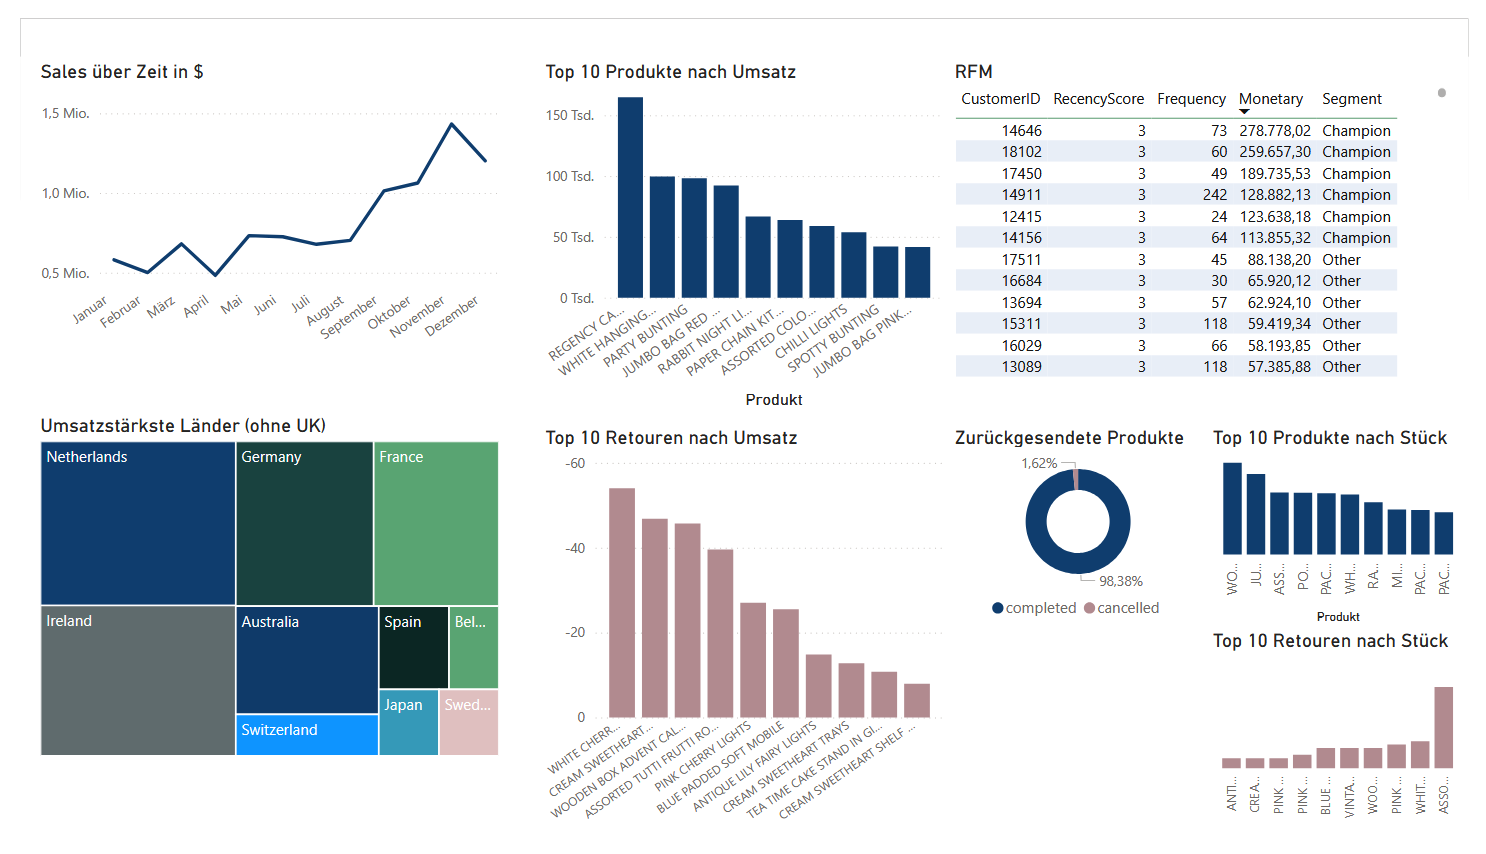 Sales über Zeit in $
1,5 Mio.
1,0 Mio.
0,5 Mio.
Januar
Februar
März
April
Mai
Juni
Juli
August
September
Oktober
November
Dezember
Top 10 Produkte nach Umsatz
150 Tsd.
100 Tsd.
50 Tsd.
0 Tsd.
REGENCY CA...
WHITE HANGING...
PARTY BUNTING
JUMBO BAG RED ...
RABBIT NIGHT LI...
PAPER CHAIN KIT...
ASSORTED COLO...
CHILLI LIGHTS
SPOTTY BUNTING
JUMBO BAG PINK...
Produkt
RFM
CustomerID RecencyScore Frequency Monetary Segment
14646 3 73 278.778,02 Champion
18102 3 60 259.657,30 Champion
17450 3 49 189.735,53 Champion
14911 3 242 128.882,13 Champion
12415 3 24 123.638,18 Champion
14156 3 64 113.855,32 Champion
17511 3 45 88.138,20 Other
16684 3 30 65.920,12 Other
13694 3 57 62.924,10 Other
15311 3 118 59.419,34 Other
16029 3 66 58.193,85 Other
13089 3 118 57.385,88 Other
Umsatzstärkste Länder (ohne UK)
Netherlands
Germany
France
Ireland
Australia
Spain
Bel...
Switzerland
Japan
Swed...
Top 10 Retouren nach Umsatz
-60
-40
-20
0
WHITE CHERR...
CREAM SWEETHEART...
WOODEN BOX ADVENT CAL...
ASSORTED TUTTI FRUTTI RO...
PINK CHERRY LIGHTS
BLUE PADDED SOFT MOBILE
ANTIQUE LILY FAIRY LIGHTS
CREAM SWEETHEART TRAYS
TEA TIME CAKE STAND IN GI...
CREAM SWEETHEART SHELF ...
Zurückgesendete Produkte
1,62%
98,38%
completed cancelled
Top 10 Produkte nach Stück
WO...
JU...
ASS...
PO...
PAC...
WH...
RA...
MI...
PAC...
PAC...
Produkt
Top 10 Retouren nach Stück
ANTI...
CREA...
PINK ...
PINK ...
BLUE ...
VINTA...
WOO...
PINK ...
WHIT...
ASSO...